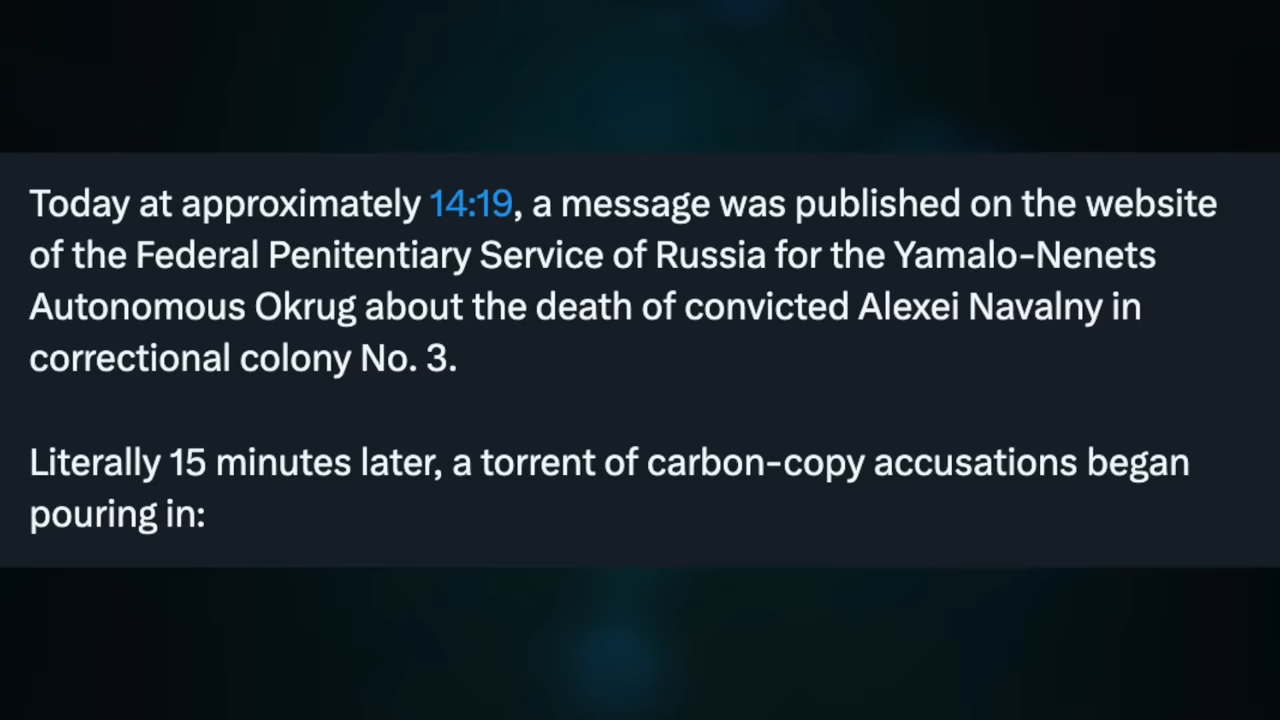 Today at approximately 14:19, a message was published on the website
of the Federal Penitentiary Service of Russia for the Yamalo-Nenets
Autonomous Okrug about the death of convicted Alexei Navalny in
correctional colony No. 3.
Literally 15 minutes later, a torrent of carbon-copy accusations began
pouring in: